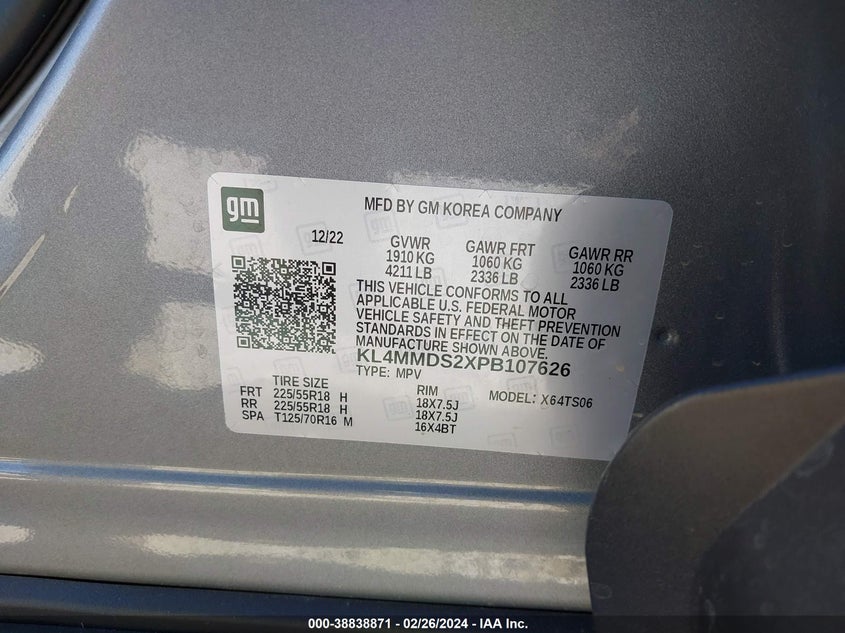 gm
MFD BY GM KOREA COMPANY
12/22 GVWR GAWR FRT GAWR RR
1910 KG 1060 KG 1060 KG
4211 LB 2336 LB 2336 LB
THIS VEHICLE CONFORMS TO ALL
APPLICABLE U.S. FEDERAL MOTOR
VEHICLE SAFETY AND THEFT PREVENTION
STANDARDS IN EFFECT ON THE DATE OF
MANUFACTURE SHOWN ABOVE.
KL4MMDS2XPB107626
TYPE: MPV
TIRE SIZE RIM MODEL: X64TS06
FRT 225/55R18 H 18X7.5J
RR 225/55R18 H 18X7.5J
SPA T125/70R16 M 16X4BT
000-38838871 - 02/26/2024 - IAA Inc.